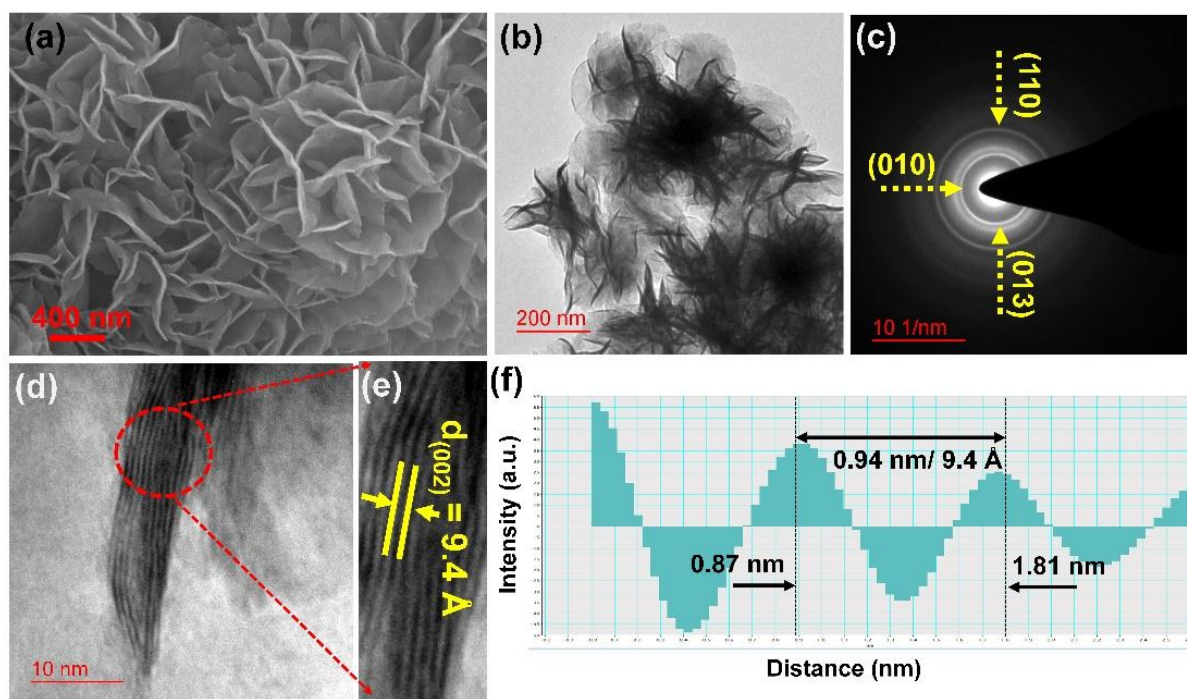 (a)
400 nm
(b)
200 nm
(c)
(110)
(010)
(013)
10 1/nm
(d)
10 nm
(e)
d(002) = 9.4 Å
(f)
Intensity (a.u.)
0.94 nm/ 9.4 Å
0.87 nm
1.81 nm
Distance (nm)